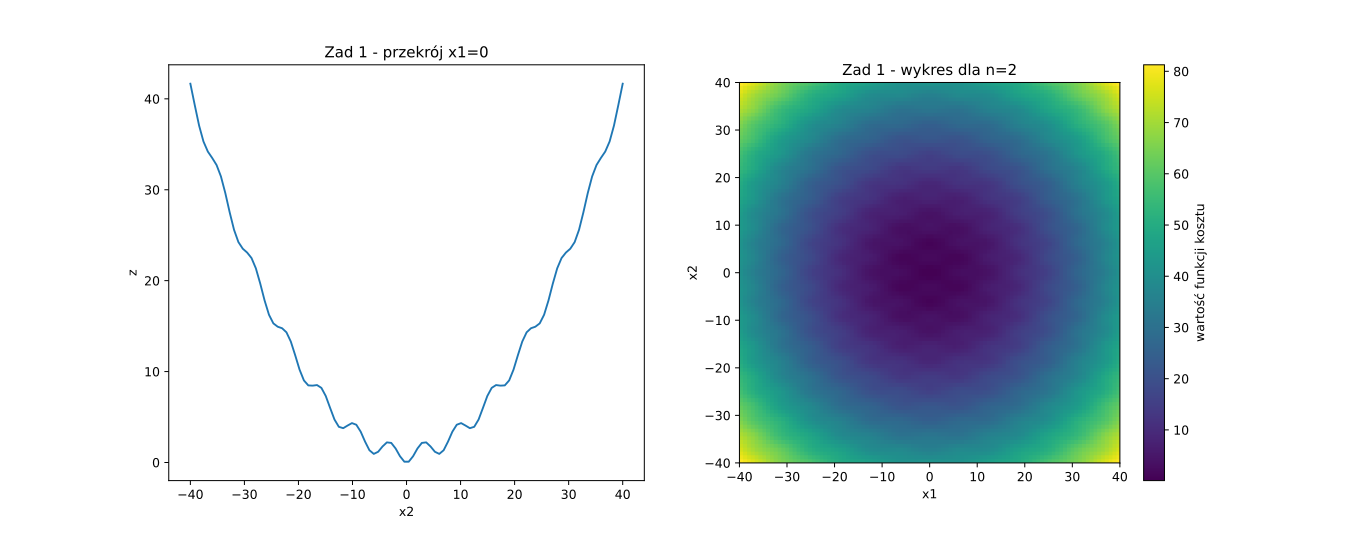 Zad 1 - przekrój x1=0
z
40
30
20
10
0
−40 −30 −20 −10 0 10 20 30 40
x2
Zad 1 - wykres dla n=2
x2
40
30
20
10
0
−10
−20
−30
−40
−40 −30 −20 −10 0 10 20 30 40
x1
80
70
60
50
40
30
20
10
wartość funkcji kosztu